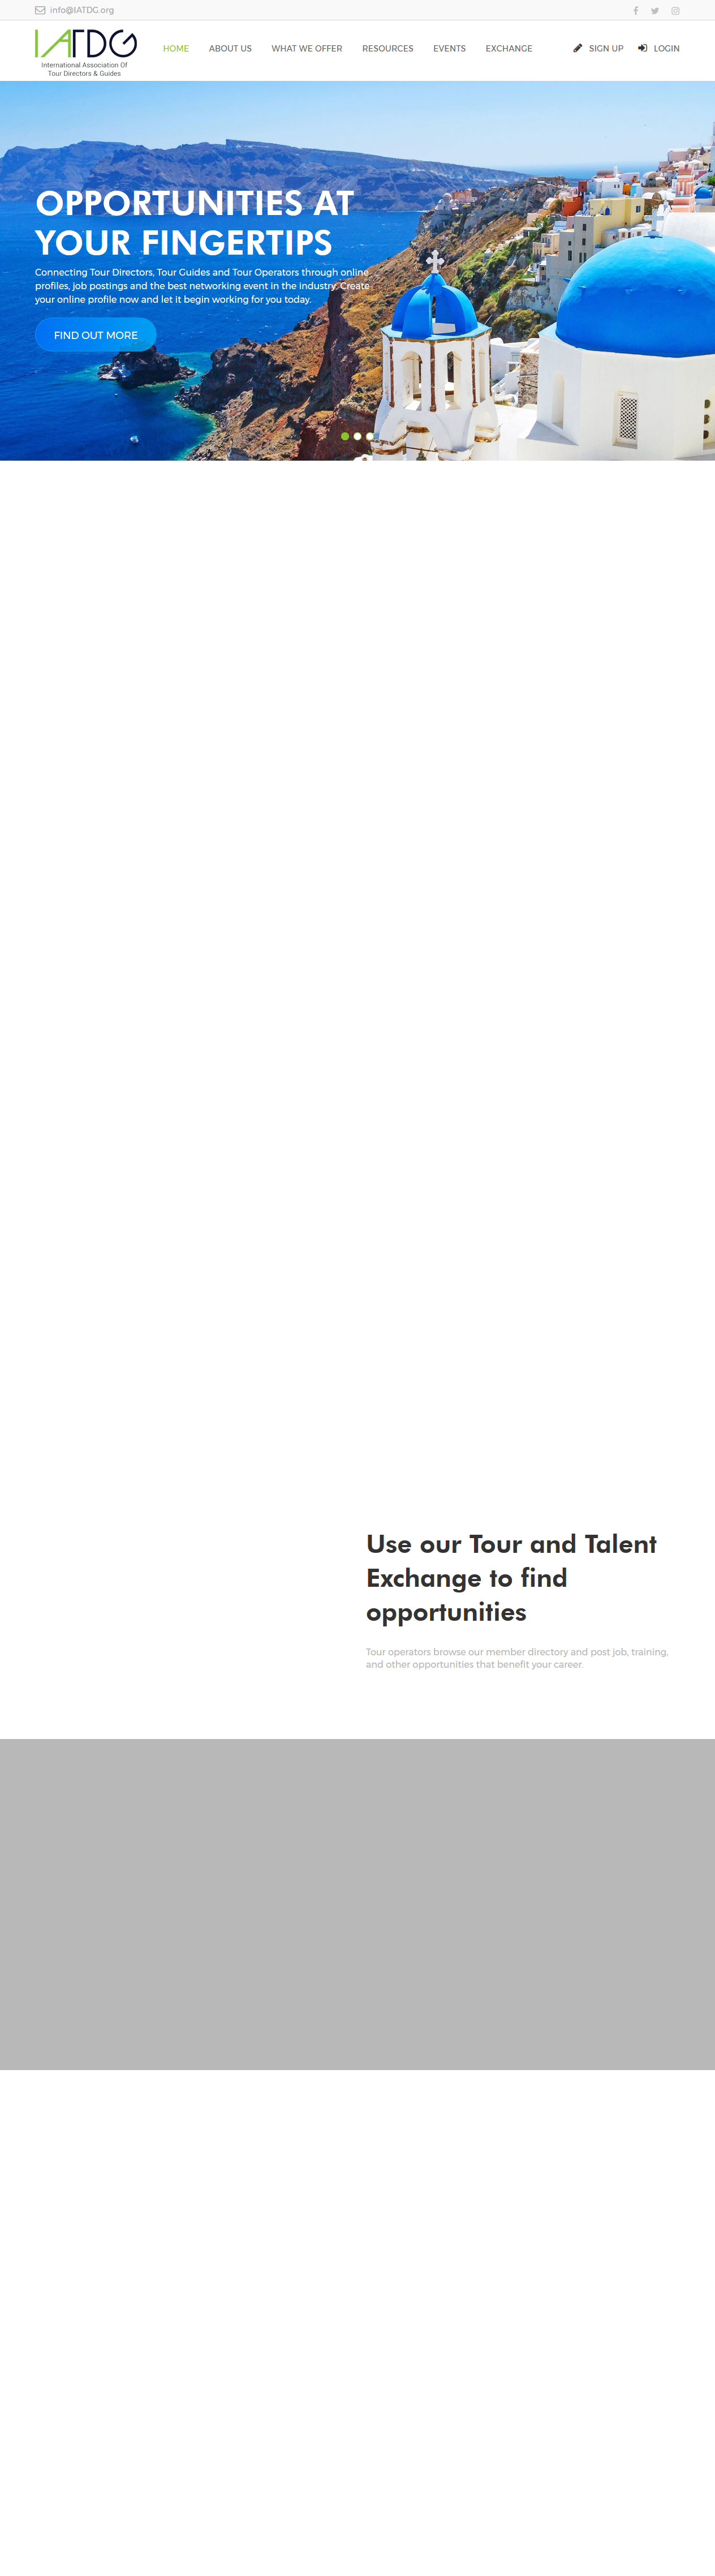 info@IATDG.org
IATDG
International Association Of
Tour Directors & Guides
HOME ABOUT US WHAT WE OFFER RESOURCES EVENTS EXCHANGE SIGN UP LOGIN
OPPORTUNITIES AT
YOUR FINGERTIPS
Connecting Tour Directors, Tour Guides and Tour Operators through online
profiles, job postings and the best networking event in the industry. Create
your online profile now and let it begin working for you today.
FIND OUT MORE
Use our Tour and Talent
Exchange to find
opportunities
Tour operators browse our member directory and post job, training,
and other opportunities that benefit your career.